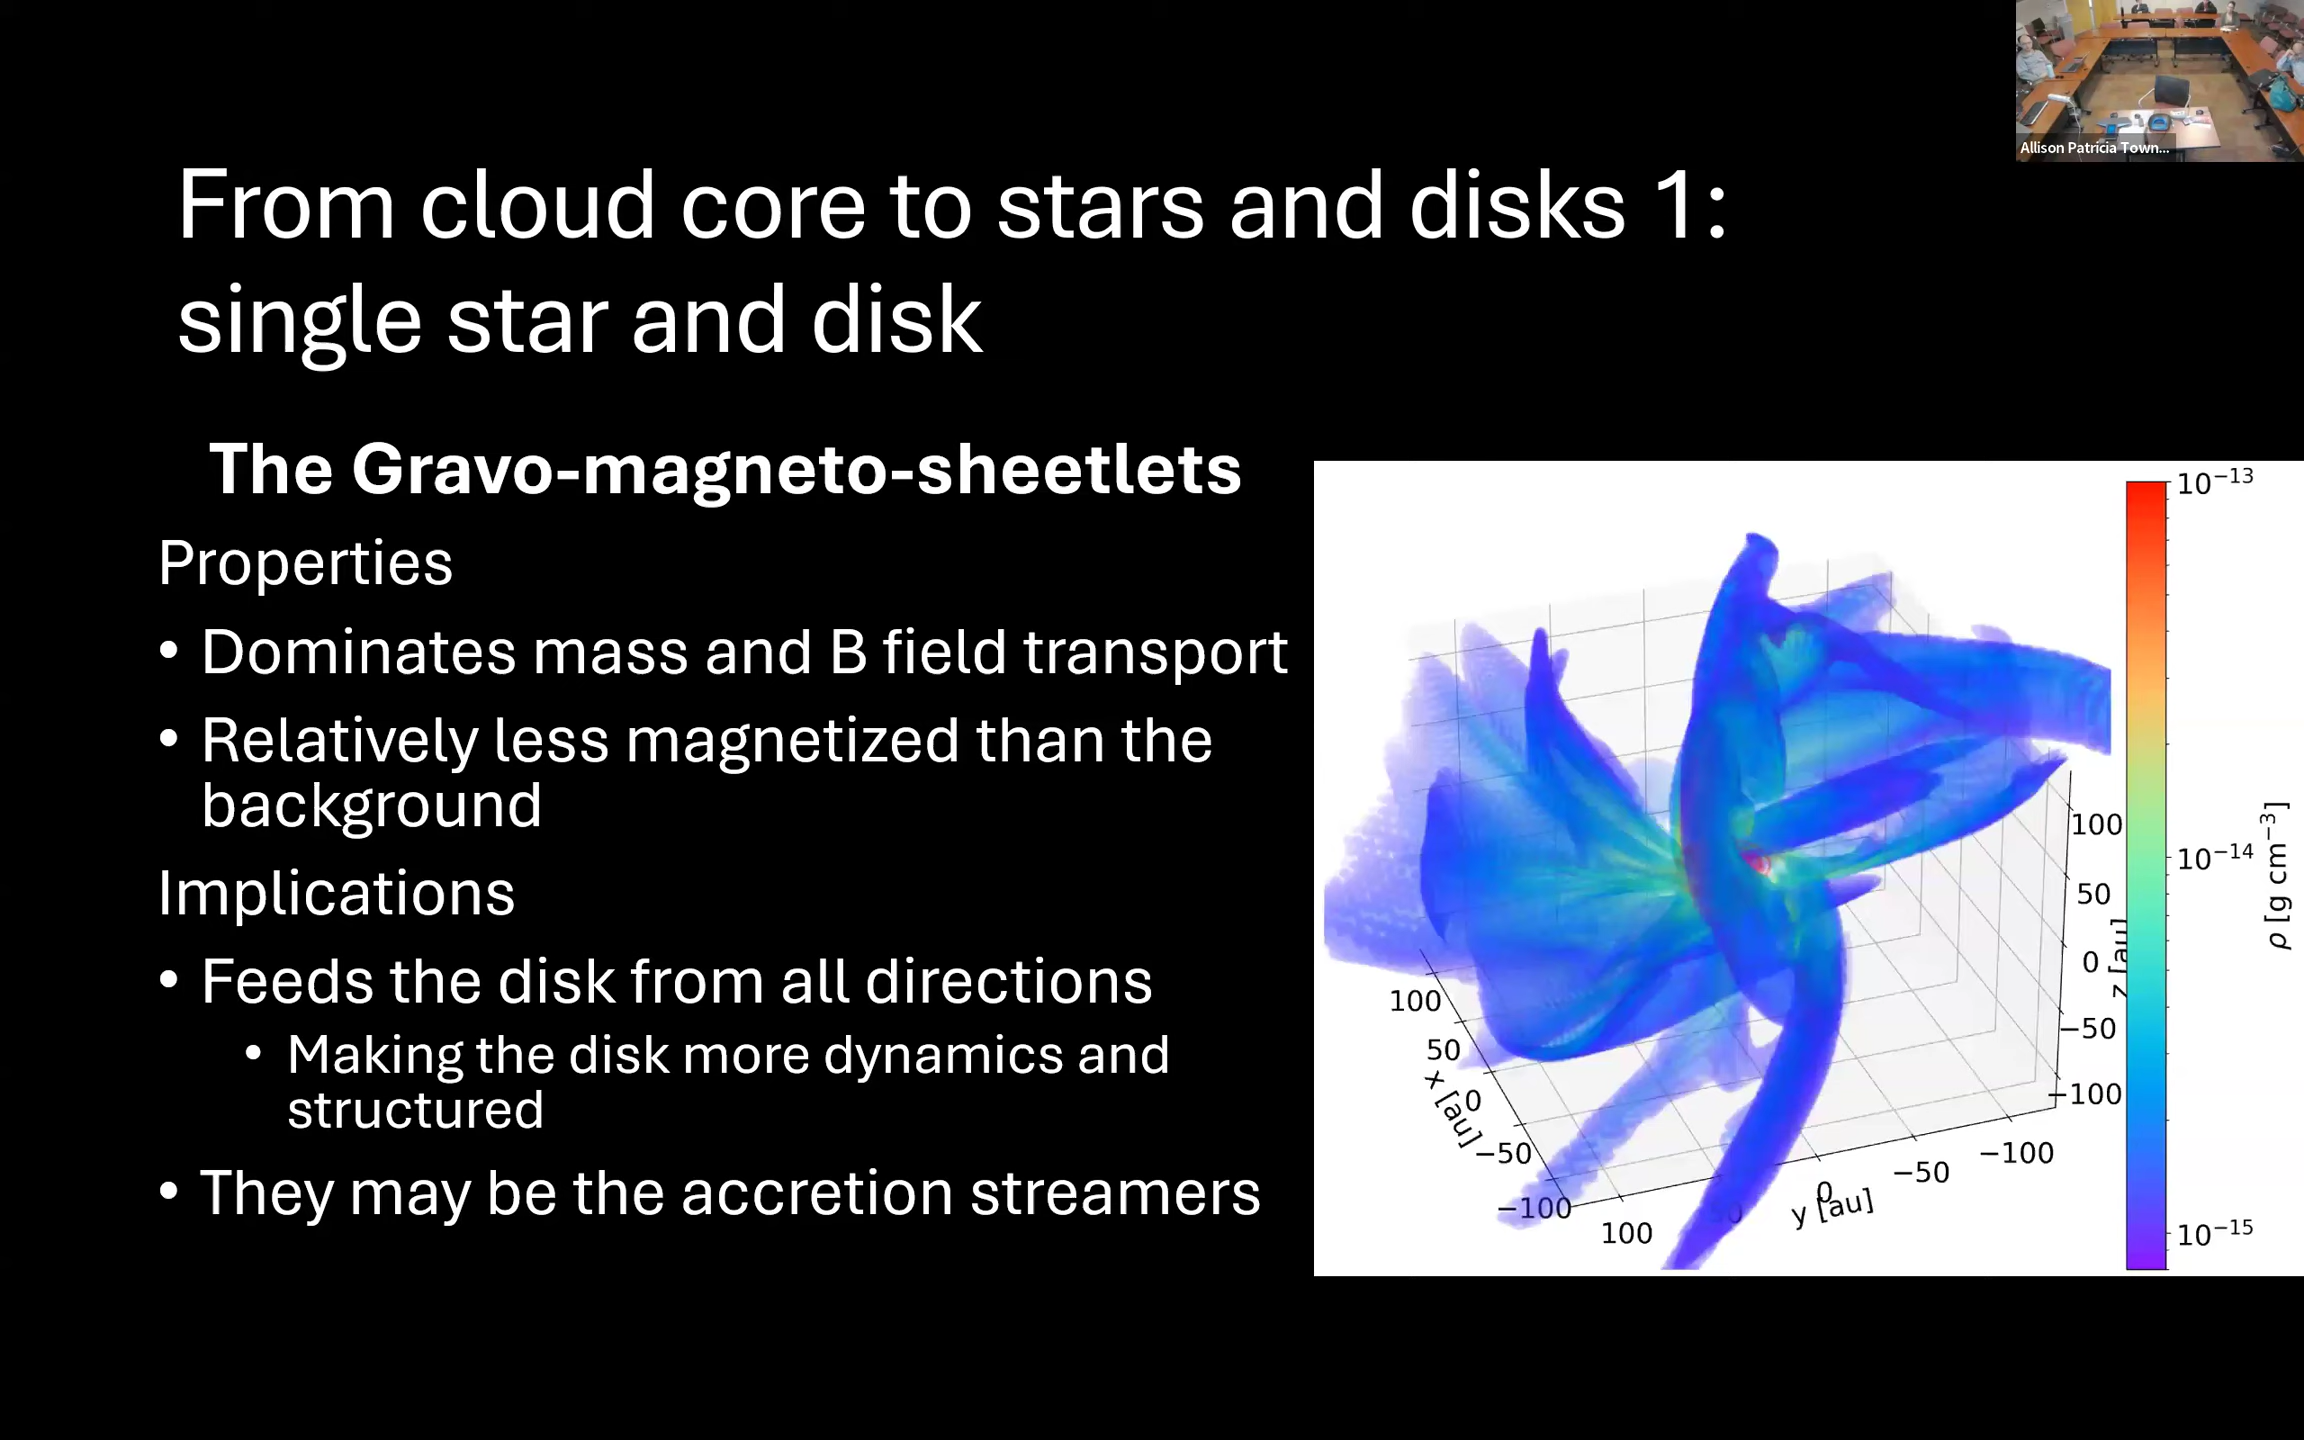 Allison Patricia Town...
From cloud core to stars and disks 1:
single star and disk
The Gravo-magneto-sheetlets
Properties
• Dominates mass and B field transport
• Relatively less magnetized than the
background
Implications
• Feeds the disk from all directions
• Making the disk more dynamics and
structured
• They may be the accretion streamers
10⁻¹³
10⁻¹⁴
10⁻¹⁵
ρ [g cm⁻³]
100
50
0
−50
−100
z [au]
100
50
0
−50
−100
x [au]
100
50
0
−50
−100
y [au]